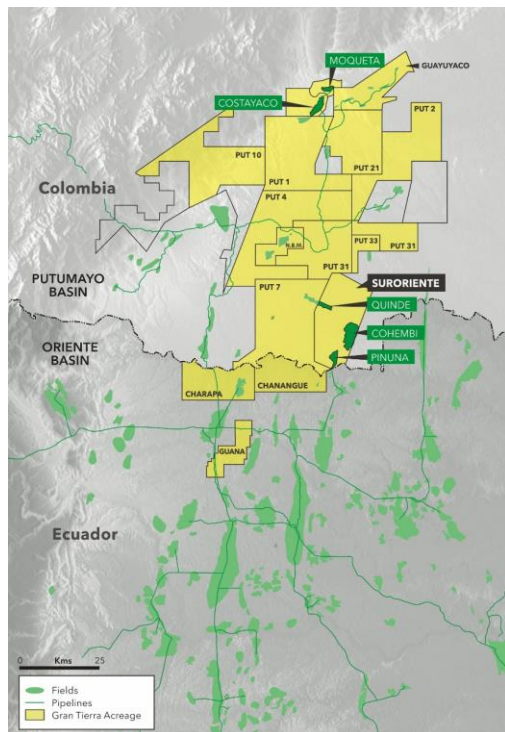 MOQUETA
GUAYUYACO
COSTAYACO
PUT 2
PUT 10
PUT 21
Colombia
PUT 1
PUT 4
N.B.M.
PUT 33
PUT 31
PUT 31
PUTUMAYO
BASIN
PUT 7
SURORIENTE
QUINDE
ORIENTE
BASIN
COHEMBI
PINUNA
CHARAPA
CHANANGUE
GUANA
Ecuador
0 Kms 25
Fields
Pipelines
Gran Tierra Acreage